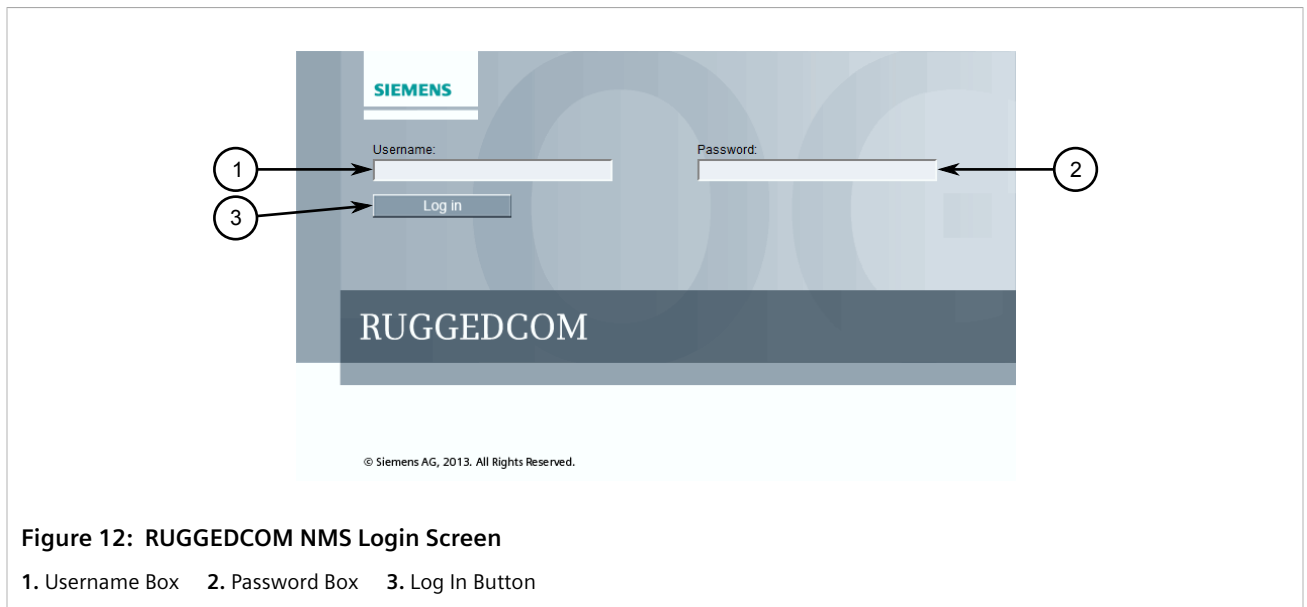 SIEMENS
Username:
Password:
1
2
Log in
3
RUGGEDCOM
© Siemens AG, 2013. All Rights Reserved.
Figure 12: RUGGEDCOM NMS Login Screen
1. Username Box 2. Password Box 3. Log In Button